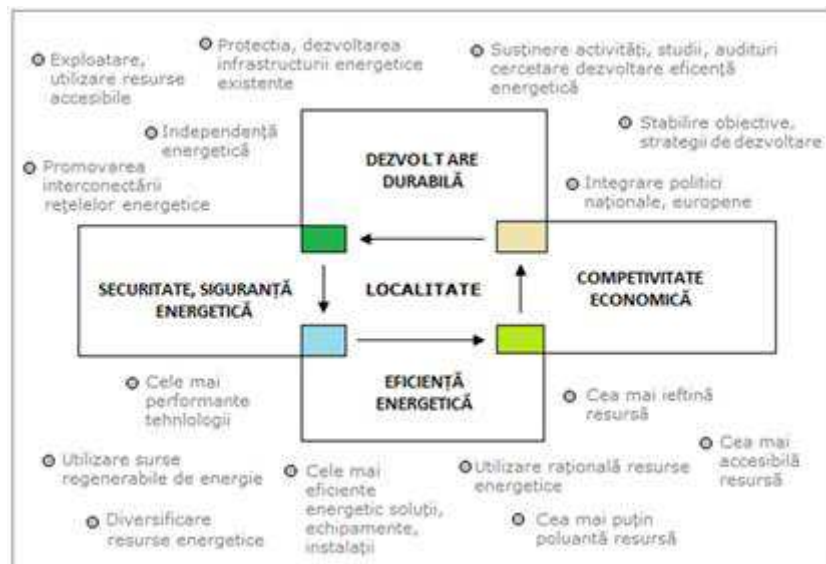 Exploatare,
utilizare resurse
accesibile
Protectia, dezvoltarea
infrastructurii energetice
existente
Susținere activități, studii, audituri
cercetare dezvoltare eficență
energetică
Independență
energetică
Stabilire obiective,
strategii de dezvoltare
Promovarea
interconectării
rețelelor energetice
Integrare politici
naționale, europene
DEZVOLTARE
DURABILĂ
SECURITATE, SIGURANȚĂ
ENERGETICĂ
LOCALITATE
COMPETIVITATE
ECONOMICĂ
EFICIENȚĂ
ENERGETICĂ
Cele mai
performante
tehnlologii
Cea mai ieftină
resursă
Utilizare surse
regenerabile de energie
Cele mai
eficiente
energetic soluții,
echipamente,
instalații
Utilizare rațională resurse
energetice
Cea mai
accesibilă
resursă
Diversificare
resurse energetice
Cea mai puțin
poluantă resursă